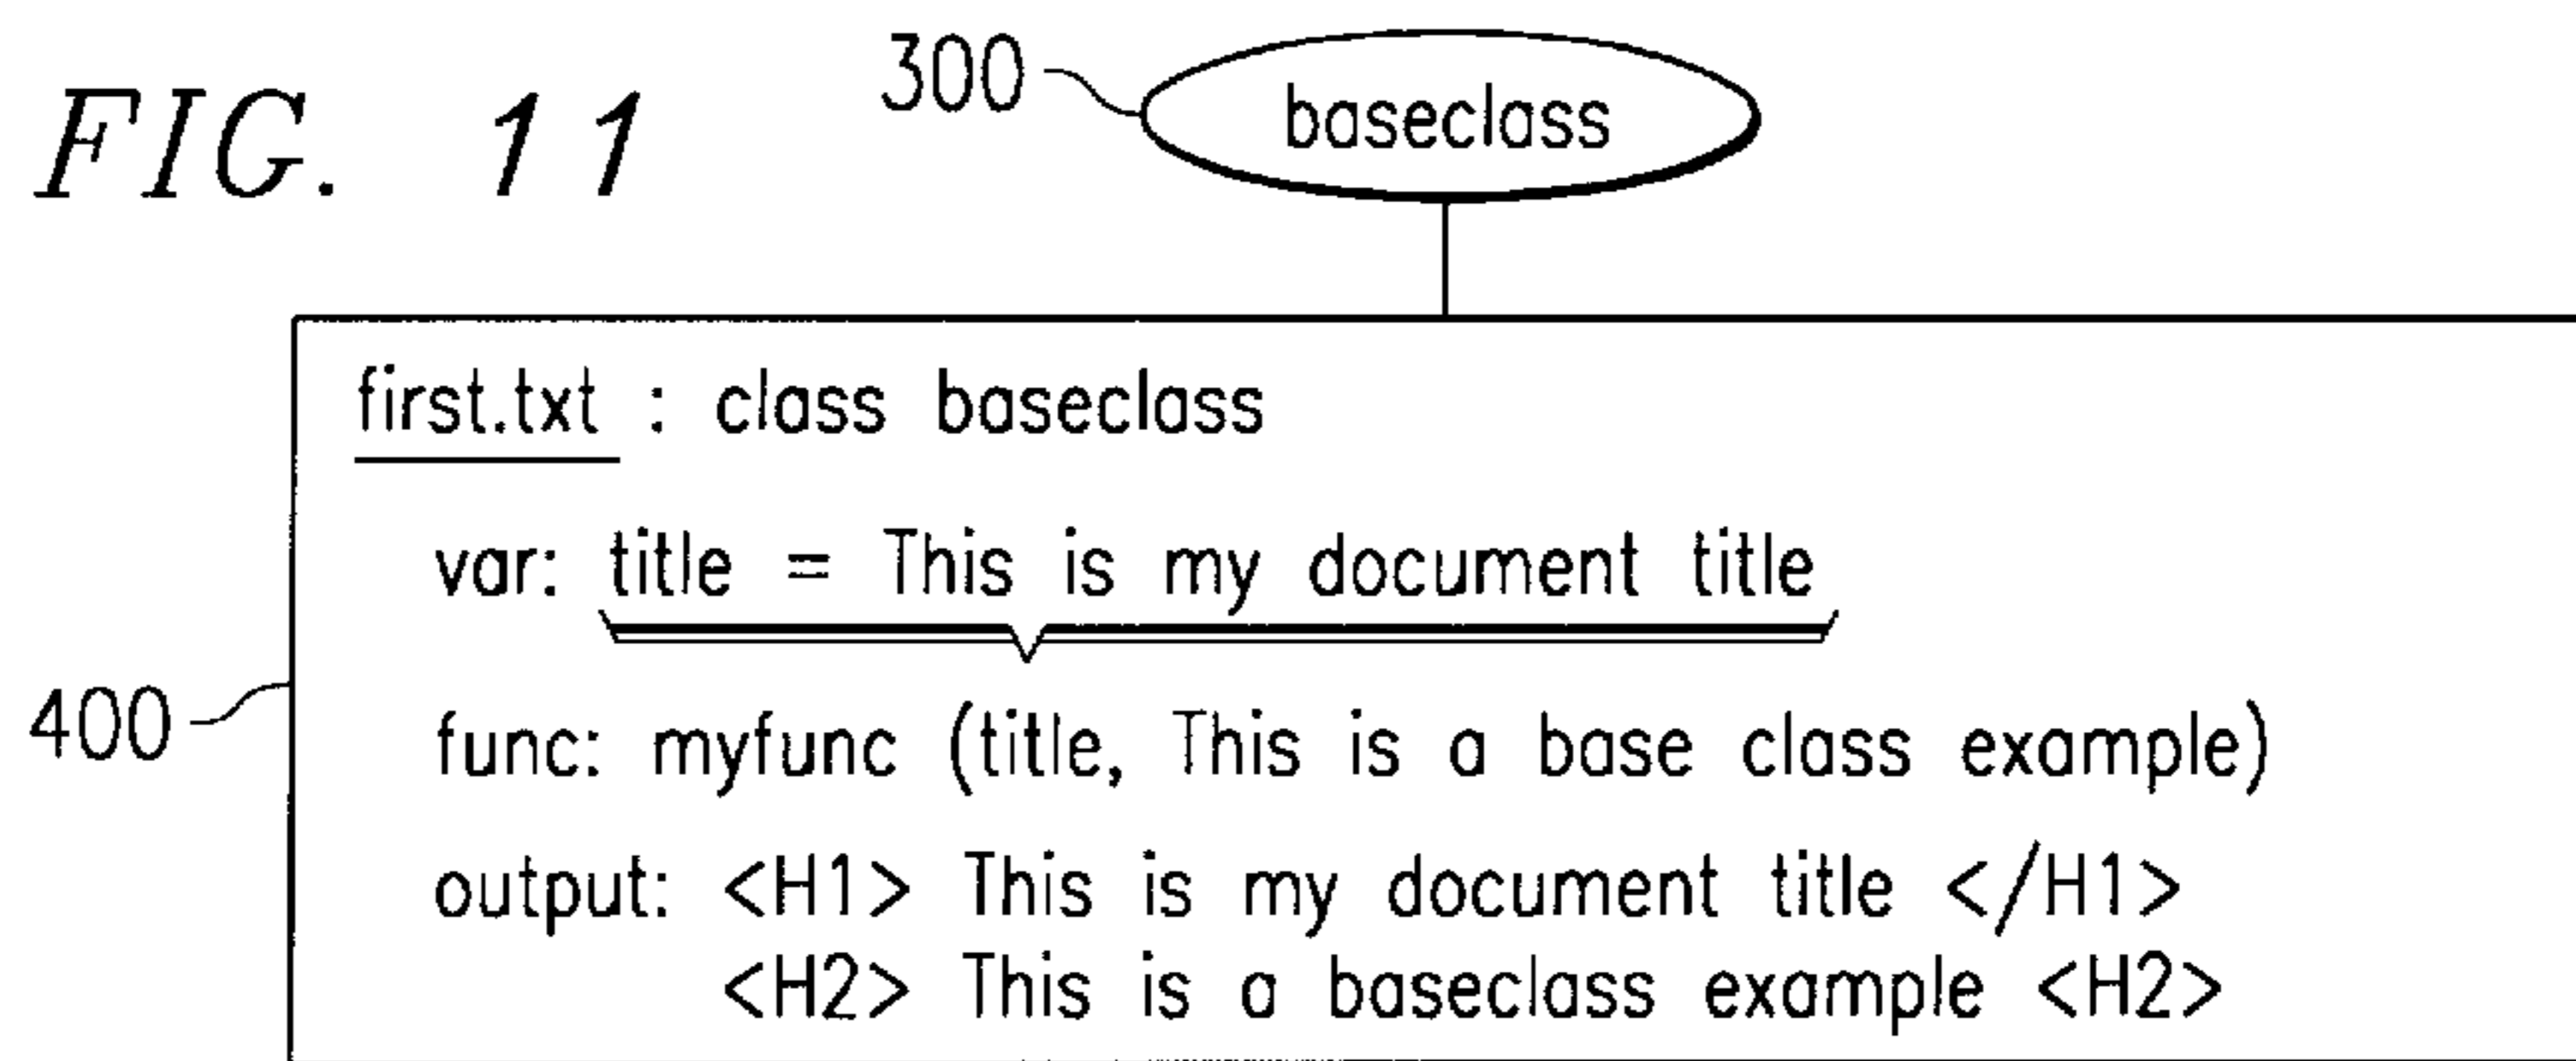 FIG. 11
300
baseclass
first.txt : class baseclass
var: title = This is my document title
400
func: myfunc (title, This is a base class example)
output: <H1> This is my document title </H1>
<H2> This is a baseclass example <H2>